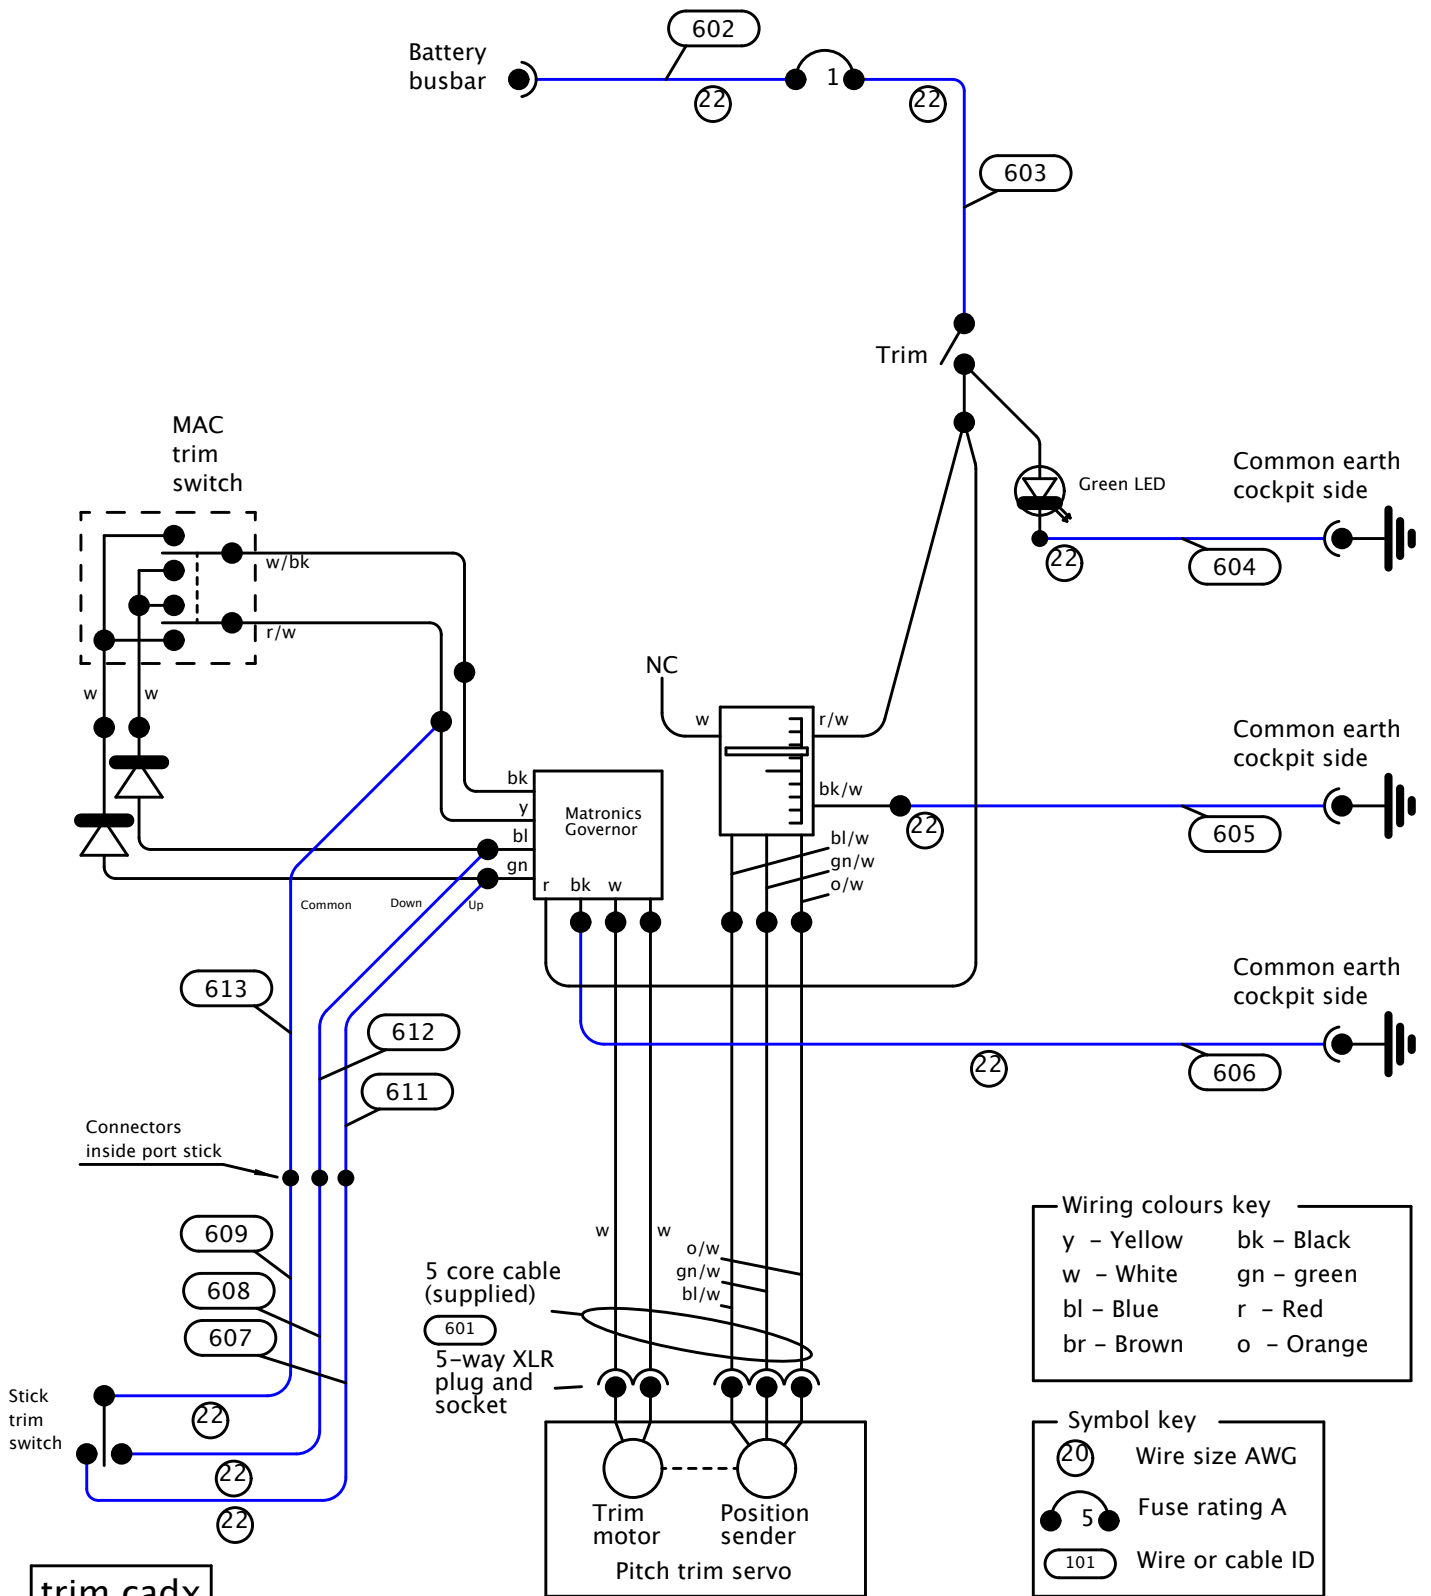 602
Battery
busbar
1
22
22
603
Trim
MAC
trim
switch
Common earth
cockpit side
Green LED
w/bk
22
604
r/w
NC
w
w
w
r/w
Common earth
cockpit side
bk
bk/w
y
Matronics
Governor
22
605
bl
bl/w
gn
gn/w
r
bk
w
o/w
Common
Down
Up
Common earth
cockpit side
613
612
22
606
611
Connectors
inside port stick
Wiring colours key
609
w
w
y – Yellow
bk – Black
o/w
5 core cable
(supplied)
gn/w
w – White
gn – green
608
bl/w
bl – Blue
r – Red
601
607
br – Brown
o – Orange
5-way XLR
plug and
socket
Stick
trim
switch
22
22
22
Symbol key
20
Wire size AWG
5
Fuse rating A
101
Wire or cable ID
Trim
motor
Position
sender
Pitch trim servo
trim.cadx